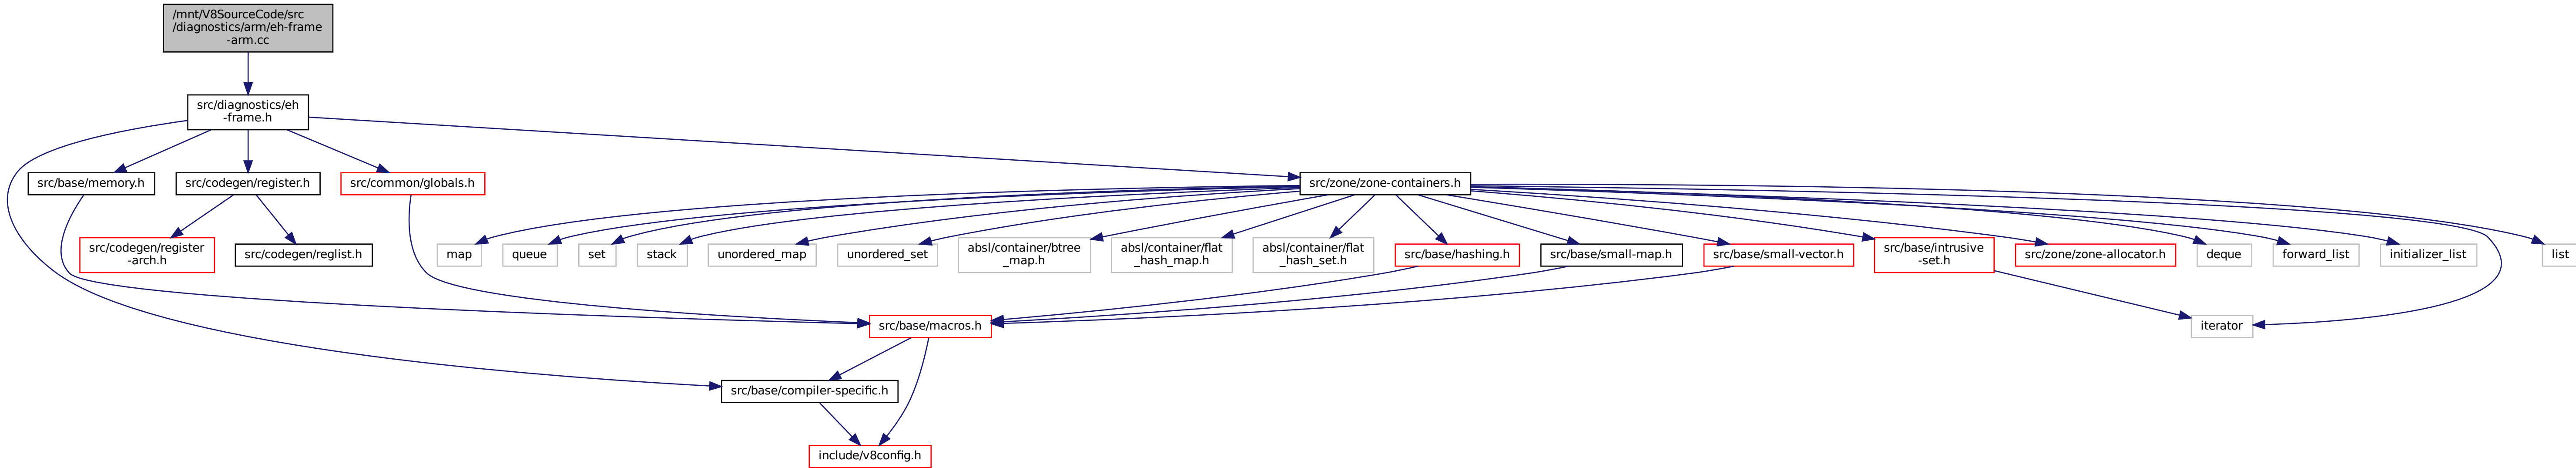 /mnt/V8SourceCode/src
/diagnostics/arm/eh-frame
-arm.cc
src/diagnostics/eh
-frame.h
src/base/memory.h
src/codegen/register.h
src/common/globals.h
src/zone/zone-containers.h
src/codegen/register
-arch.h
src/codegen/reglist.h
map
queue
set
stack
unordered_map
unordered_set
absl/container/btree
_map.h
absl/container/flat
_hash_map.h
absl/container/flat
_hash_set.h
src/base/hashing.h
src/base/small-map.h
src/base/small-vector.h
src/base/intrusive
-set.h
src/zone/zone-allocator.h
deque
forward_list
initializer_list
list
src/base/macros.h
iterator
src/base/compiler-specific.h
include/v8config.h